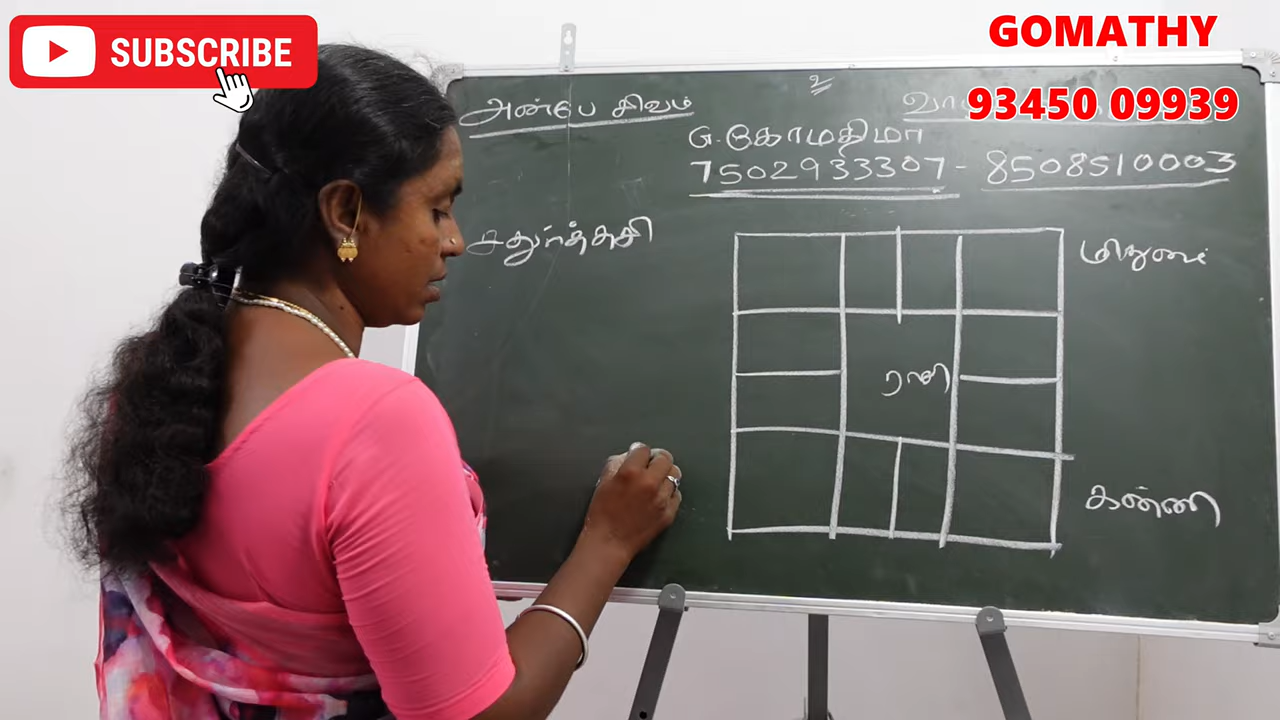 SUBSCRIBE
GOMATHY
93450 09939
உ
அன்பே சிவம்
G.கோமதிமா
7502933307 - 8508510003
சதுர்த்தசி
மிதுனம்
ராசி
கன்னி